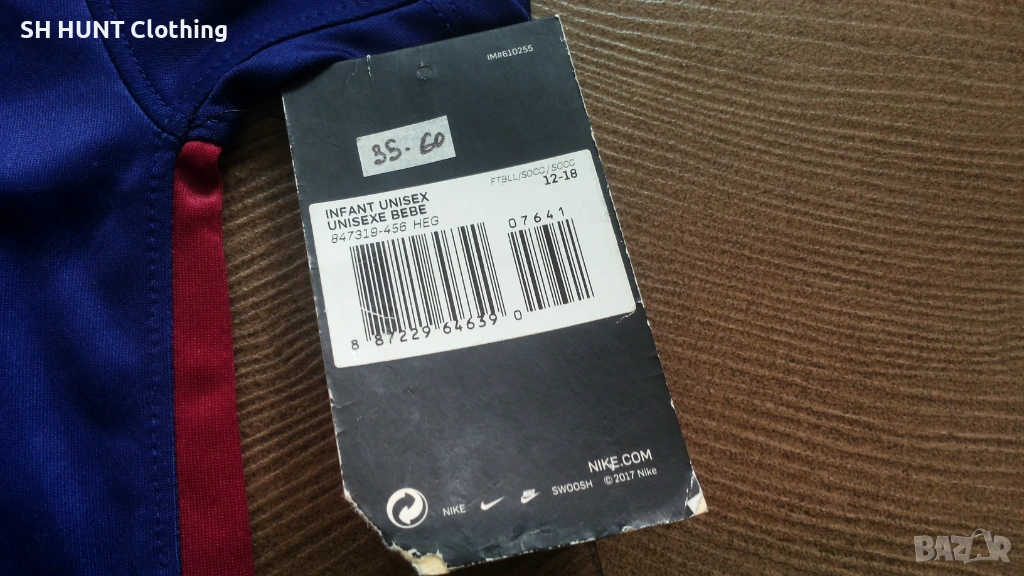 SH HUNT Clothing
IM#610255
35-60
FTBLL/SOCC/SOCC
12-18
INFANT UNISEX
UNISEXE BEBE
847319-456 HEG
07641
8 87229 64639 0
NIKE.COM
NIKE SWOOSH © 2017 Nike
BAZAR